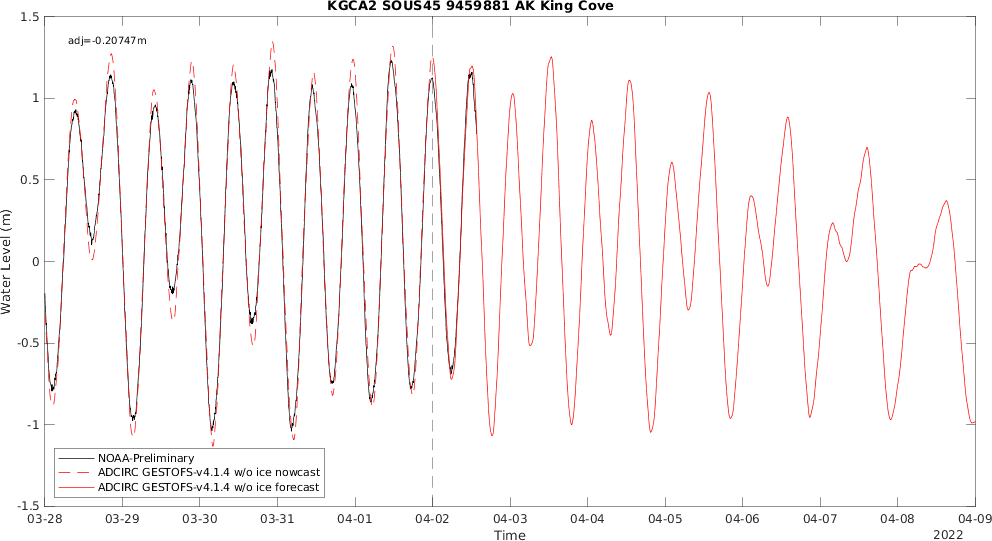 KGCA2 SOUS45 9459881 AK King Cove
adj=-0.20747m
1.5
1
0.5
0
-0.5
-1
-1.5
Water Level (m)
NOAA-Preliminary
ADCIRC GESTOFS-v4.1.4 w/o ice nowcast
ADCIRC GESTOFS-v4.1.4 w/o ice forecast
03-28 03-29 03-30 03-31 04-01 04-02 04-03 04-04 04-05 04-06 04-07 04-08 04-09
Time
2022